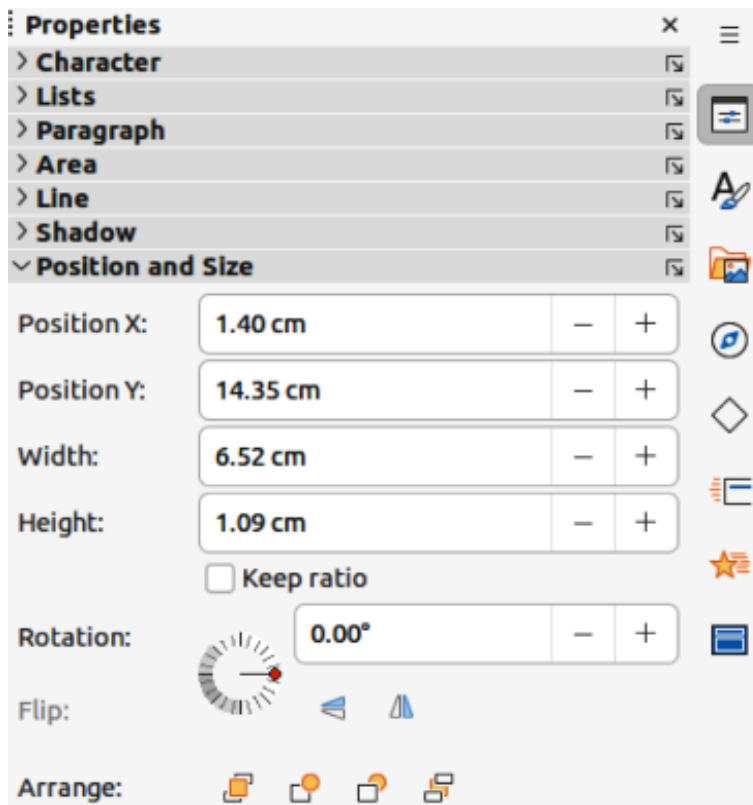 Properties
Character
Lists
Paragraph
Area
Line
Shadow
Position and Size
Position X: 1.40 cm
Position Y: 14.35 cm
Width: 6.52 cm
Height: 1.09 cm
Keep ratio
Rotation: 0.00°
Flip:
Arrange: